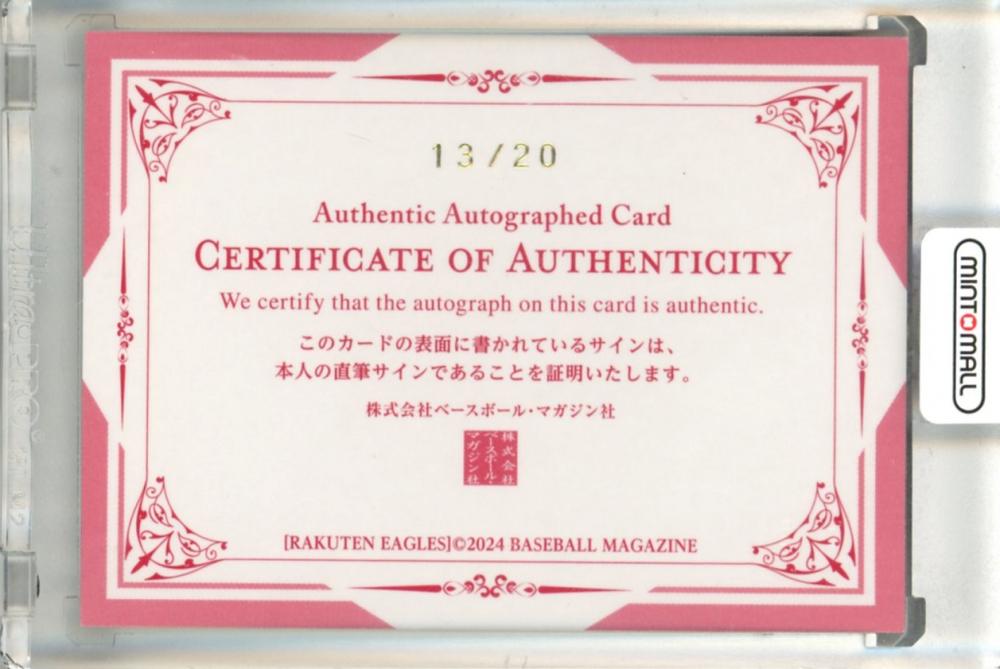 13/20
Authentic Autographed Card
CERTIFICATE OF AUTHENTICITY
We certify that the autograph on this card is authentic.
このカードの表面に書かれているサインは、
本人の直筆サインであることを証明いたします。
株式会社ベースボール・マガジン社
株式会社
ベースボール・
マガジン社
[RAKUTEN EAGLES]©2024 BASEBALL MAGAZINE
MINTMALL
Ultra PRO